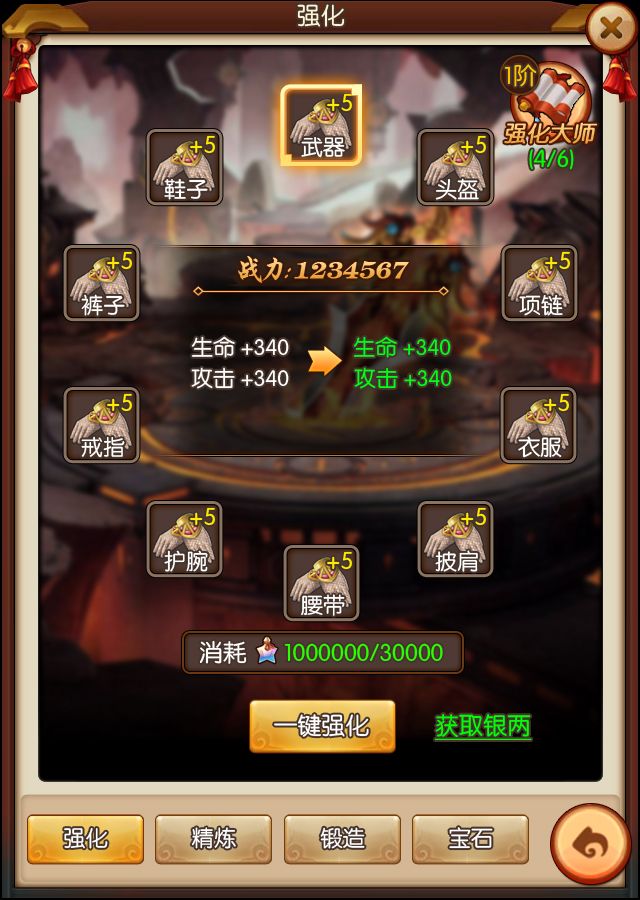 强化
1阶
强化大师
(4/6)
+5
武器
+5
鞋子
+5
头盔
+5
裤子
战力:1234567
+5
项链
生命 +340
生命 +340
攻击 +340
攻击 +340
+5
戒指
+5
衣服
+5
护腕
+5
腰带
+5
披肩
消耗 1000000/30000
一键强化
获取银两
强化
精炼
锻造
宝石